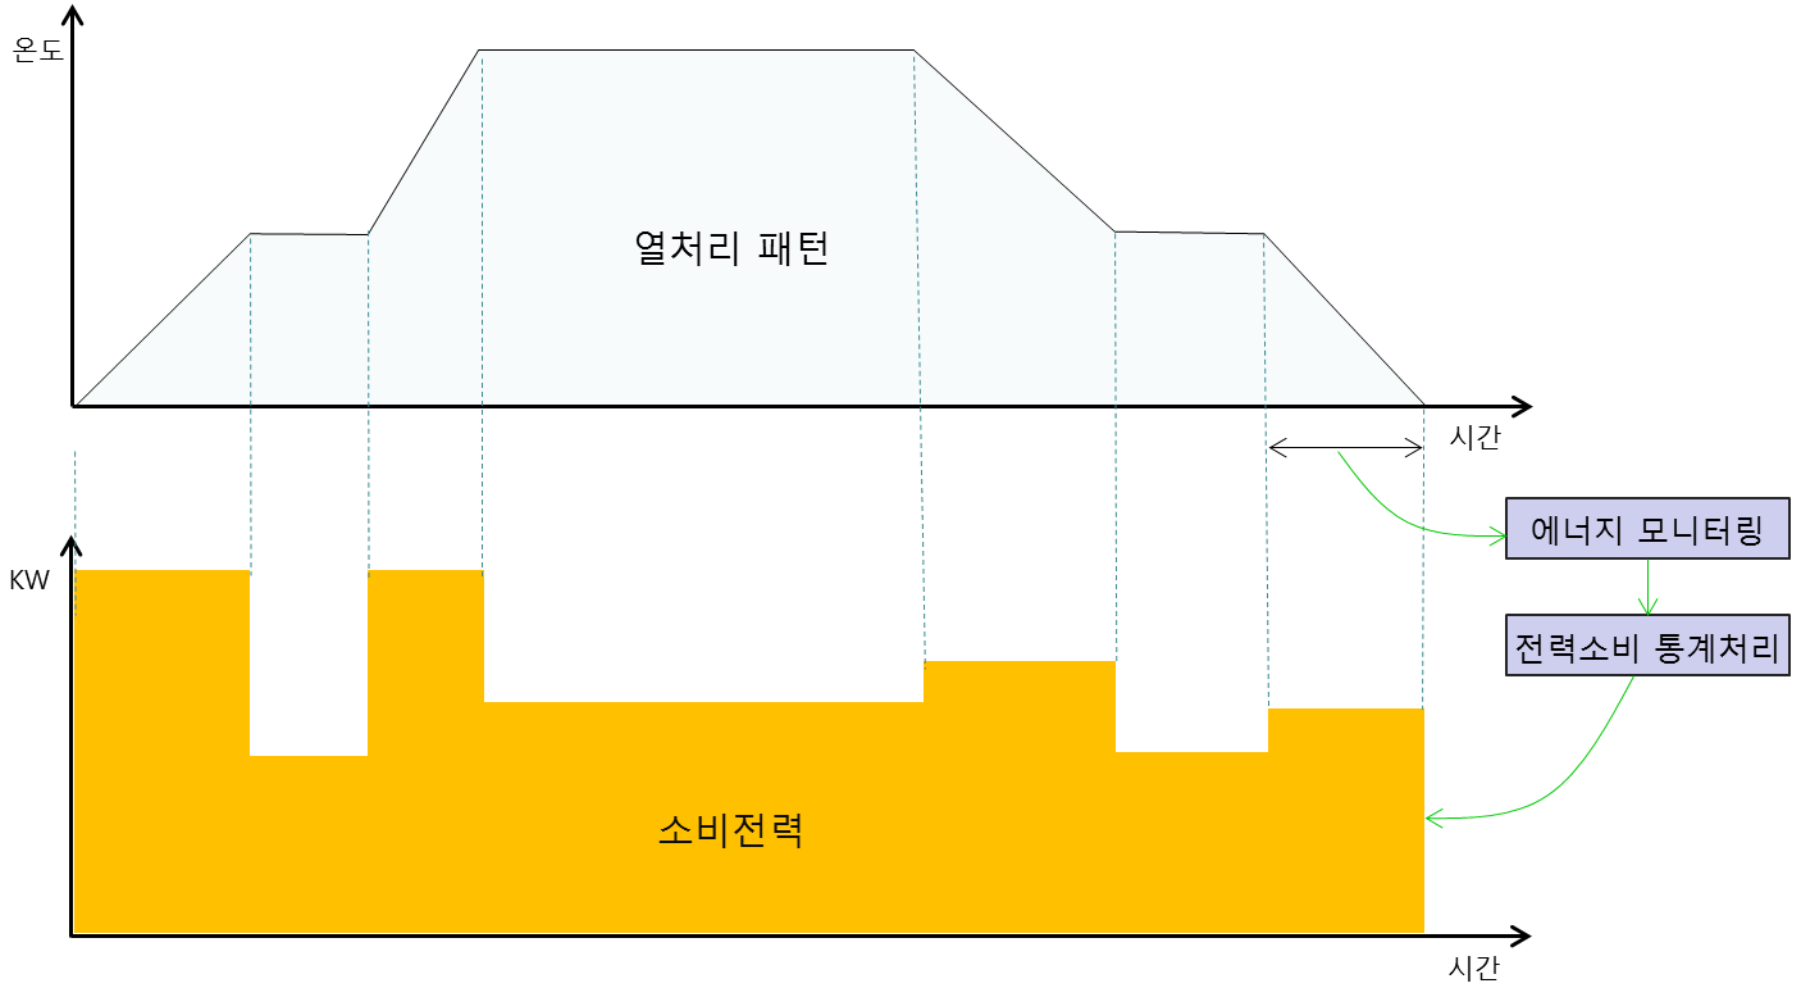 온도
열처리 패턴
시간
에너지 모니터링
KW
전력소비 통계처리
소비전력
시간